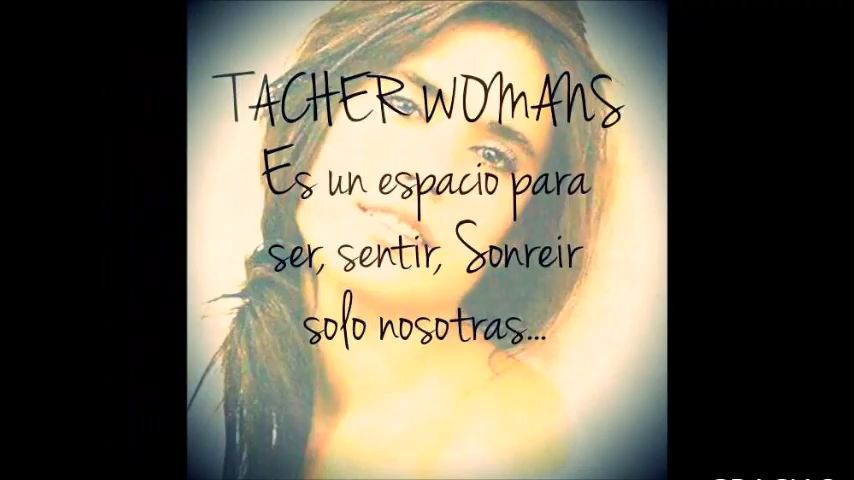 TACHER WOMANS
Es un espacio para
ser, sentir, Sonreir
solo nosotras...